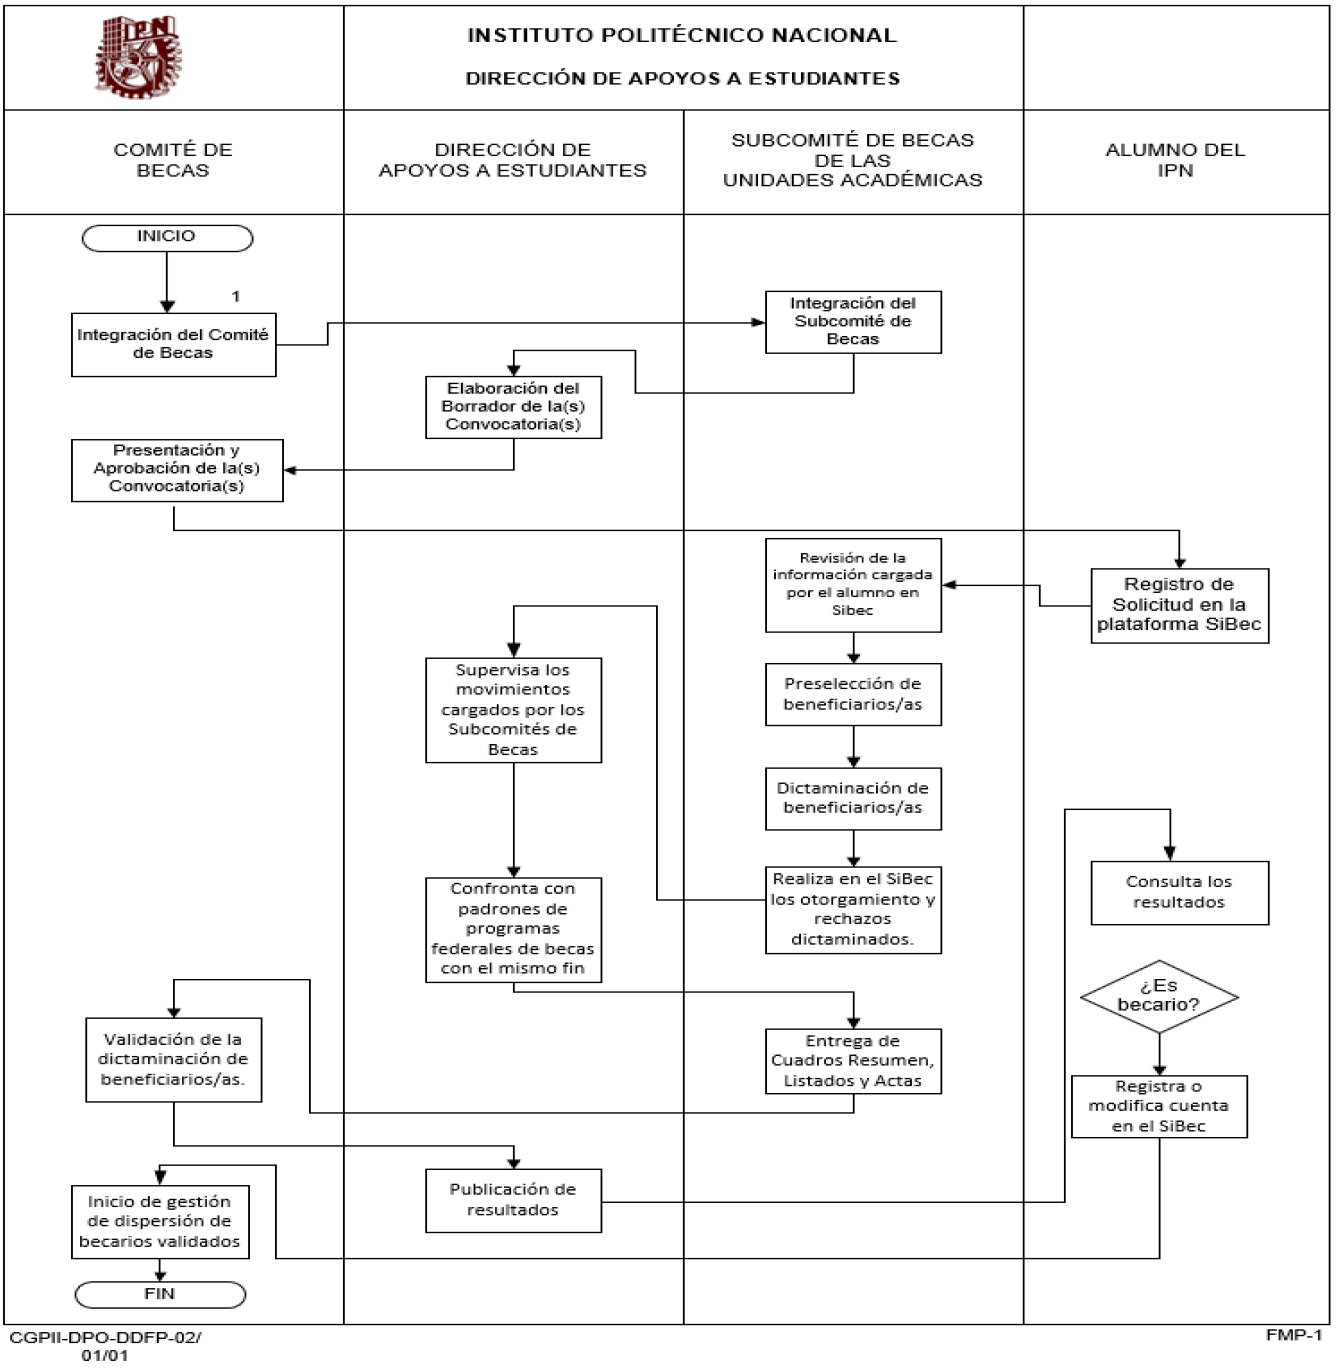 IPN
INSTITUTO POLITÉCNICO NACIONAL
DIRECCIÓN DE APOYOS A ESTUDIANTES
COMITÉ DE
BECAS
DIRECCIÓN DE
APOYOS A ESTUDIANTES
SUBCOMITÉ DE BECAS
DE LAS
UNIDADES ACADÉMICAS
ALUMNO DEL
IPN
INICIO
1
Integración del Comité
de Becas
Integración del
Subcomité de
Becas
Elaboración del
Borrador de la(s)
Convocatoria(s)
Presentación y
Aprobación de la(s)
Convocatoria(s)
Registro de
Solicitud en la
plataforma SiBec
Revisión de la
información cargada
por el alumno en
Sibec
Preselección de
beneficiarios/as
Dictaminación de
beneficiarios/as
Realiza en el SiBec
los otorgamiento y
rechazos
dictaminados.
Supervisa los
movimientos
cargados por los
Subcomités de
Becas
Confronta con
padrones de
programas
federales de becas
con el mismo fin
Entrega de
Cuadros Resumen,
Listados y Actas
Validación de la
dictaminación de
beneficiarios/as.
Publicación de
resultados
Consulta los
resultados
¿Es
becario?
Registra o
modifica cuenta
en el SiBec
Inicio de gestión
de dispersión de
becarios validados
FIN
CGPII-DPO-DDFP-02/
01/01
FMP-1